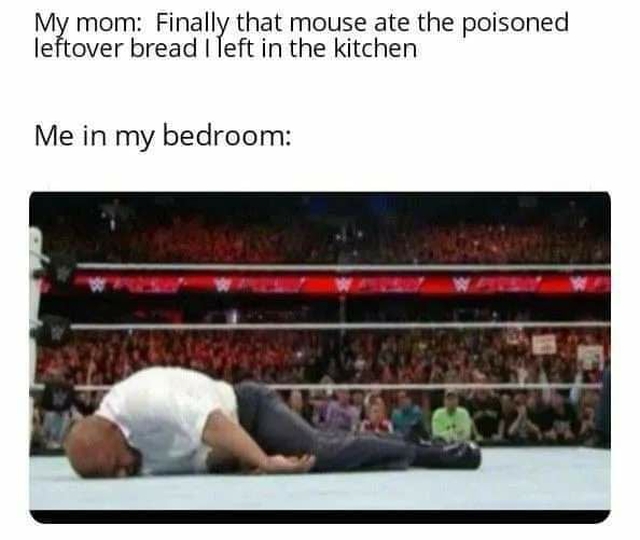 My mom:  Finally that mouse ate the poisoned
leftover bread I left in the kitchen
Me in my bedroom: